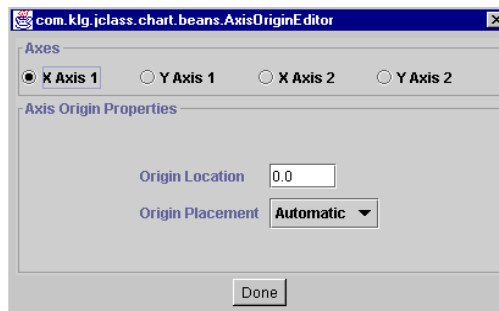 com.klg.jclass.chart.beans.AxisOriginEditor
Axes
X Axis 1 Y Axis 1 X Axis 2 Y Axis 2
Axis Origin Properties
Origin Location 0.0
Origin Placement Automatic
Done